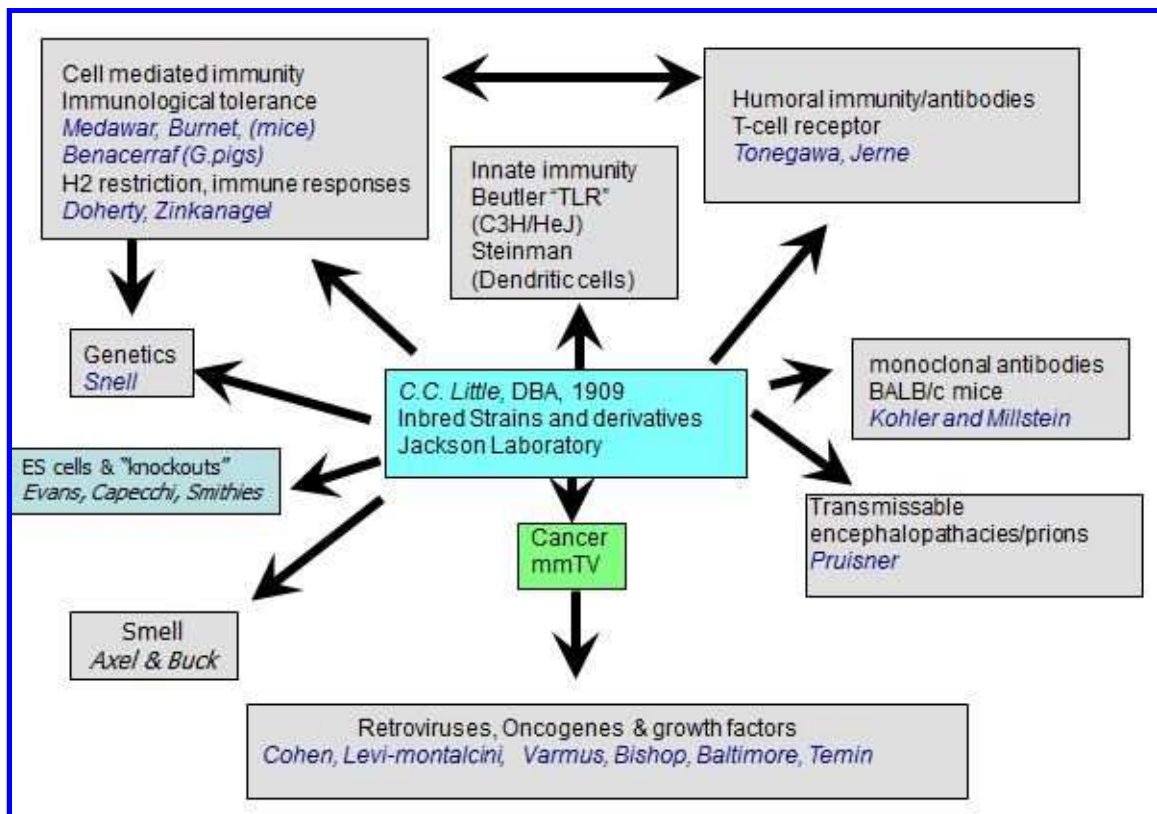 Cell mediated immunity
Immunological tolerance
Medawar, Burnet, (mice)
Benacerraf (G.pigs)
H2 restriction, immune responses
Doherty, Zinkanagel
Humoral immunity/antibodies
T-cell receptor
Tonegawa, Jerne
Innate immunity
Beutler “TLR”
(C3H/HeJ)
Steinman
(Dendritic cells)
Genetics
Snell
C.C. Little, DBA, 1909
Inbred Strains and derivatives
Jackson Laboratory
monoclonal antibodies
BALB/c mice
Kohler and Millstein
ES cells & “knockouts”
Evans, Capecchi, Smithies
Transmissable
encephalopathacies/prions
Pruisner
Cancer
mmTV
Smell
Axel & Buck
Retroviruses, Oncogenes & growth factors
Cohen, Levi-montalcini, Varmus, Bishop, Baltimore, Temin